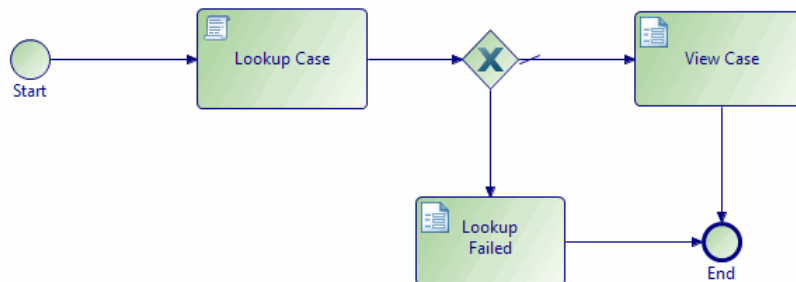 Lookup Case
View Case
Start
Lookup
Failed
End